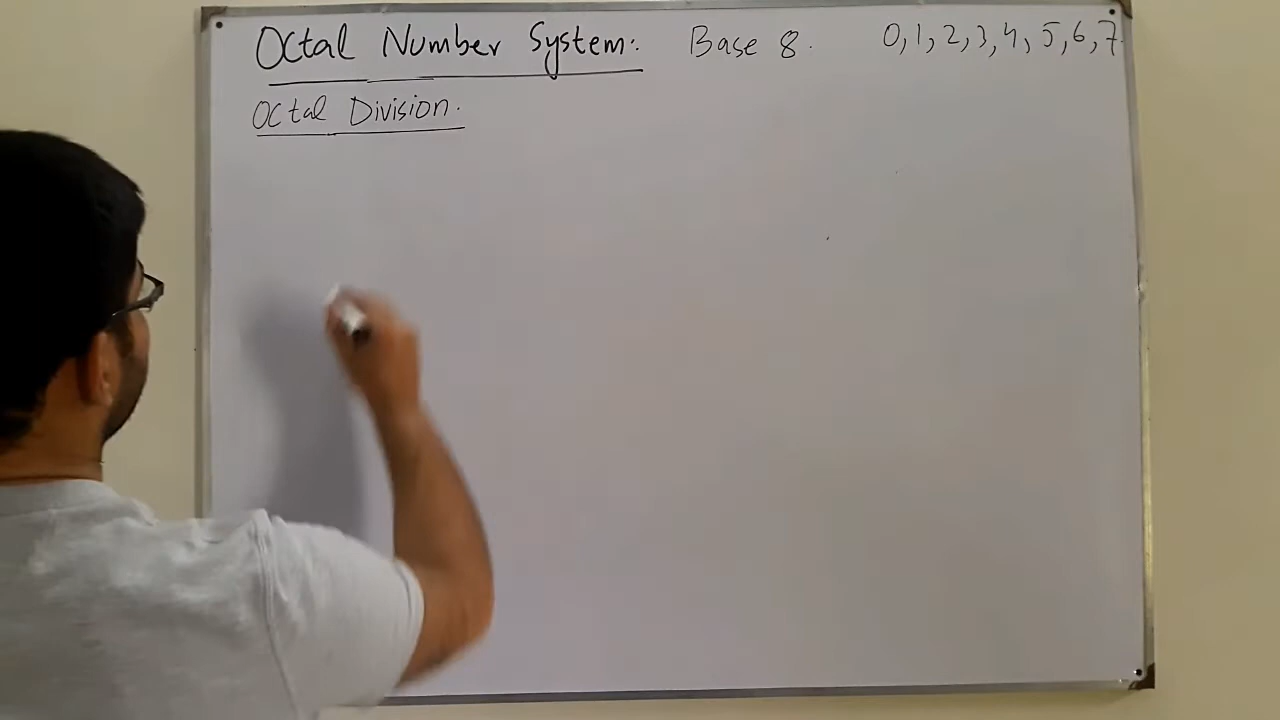 Octal Number System:. Base 8. 0,1,2,3,4,5,6,7.
Octal Division.